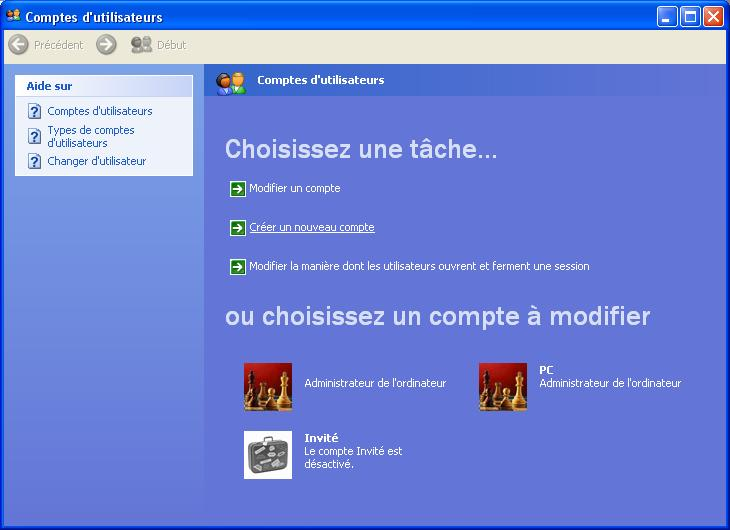 Comptes d'utilisateurs
Précédent
Début
Aide sur
Comptes d'utilisateurs
Types de comptes
d'utilisateurs
Changer d'utilisateur
Comptes d'utilisateurs
Choisissez une tâche...
Modifier un compte
Créer un nouveau compte
Modifier la manière dont les utilisateurs ouvrent et ferment une session
ou choisissez un compte à modifier
Administrateur de l'ordinateur
PC
Administrateur de l'ordinateur
Invité
Le compte Invité est
désactivé.